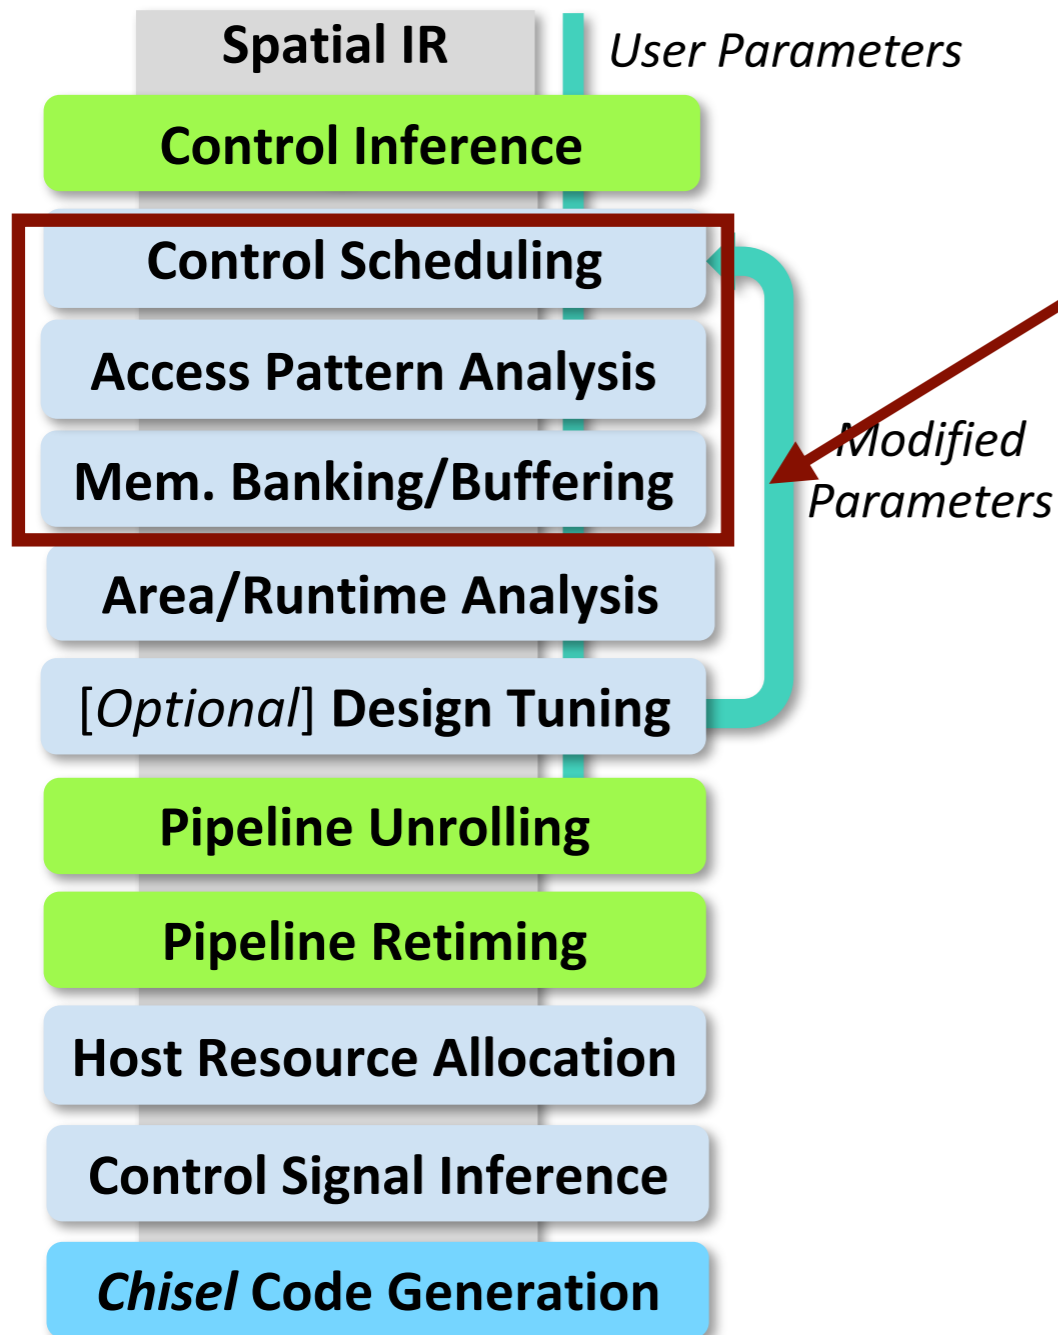 Spatial IR
User Parameters
Control Inference
Control Scheduling
Access Pattern Analysis
Modified
Parameters
Mem. Banking/Buffering
Area/Runtime Analysis
[Optional] Design Tuning
Pipeline Unrolling
Pipeline Retiming
Host Resource Allocation
Control Signal Inference
Chisel Code Generation